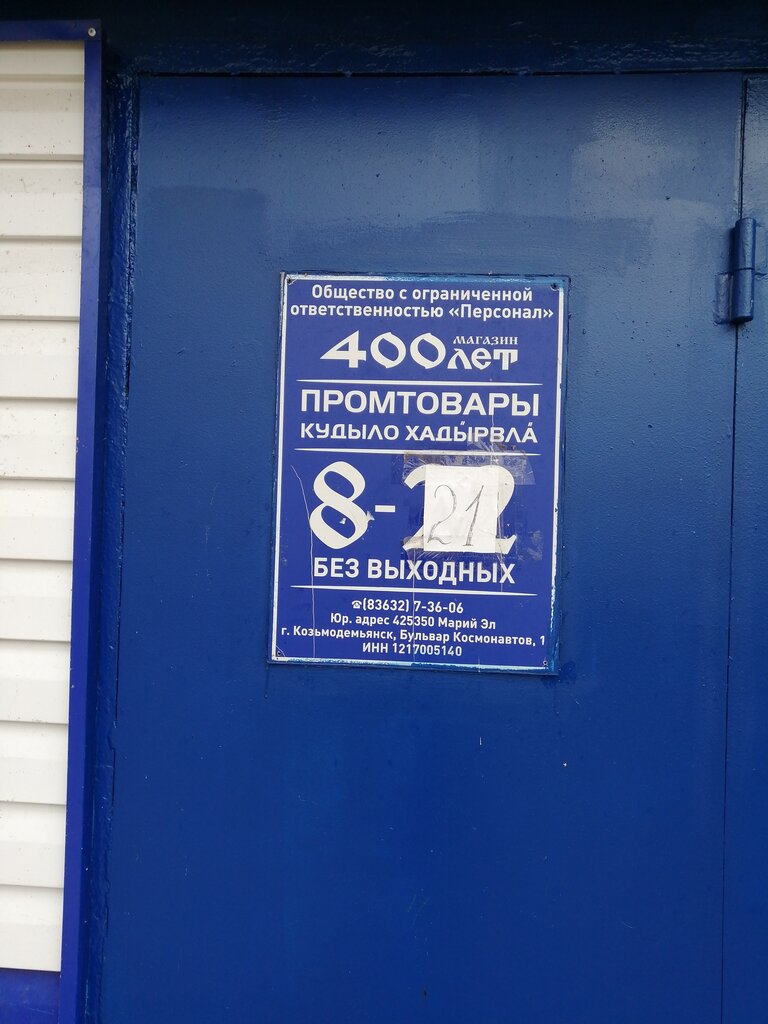 Общество с ограниченной
ответственностью «Персонал»
магазин
400 лет
ПРОМТОВАРЫ
КУДЫЛО ХАДЫ́РВЛА́
8-21
БЕЗ ВЫХОДНЫХ
☎(83632) 7-36-06
Юр. адрес 425350 Марий Эл
г. Козьмодемьянск, Бульвар Космонавтов, 1
ИНН 1217005140